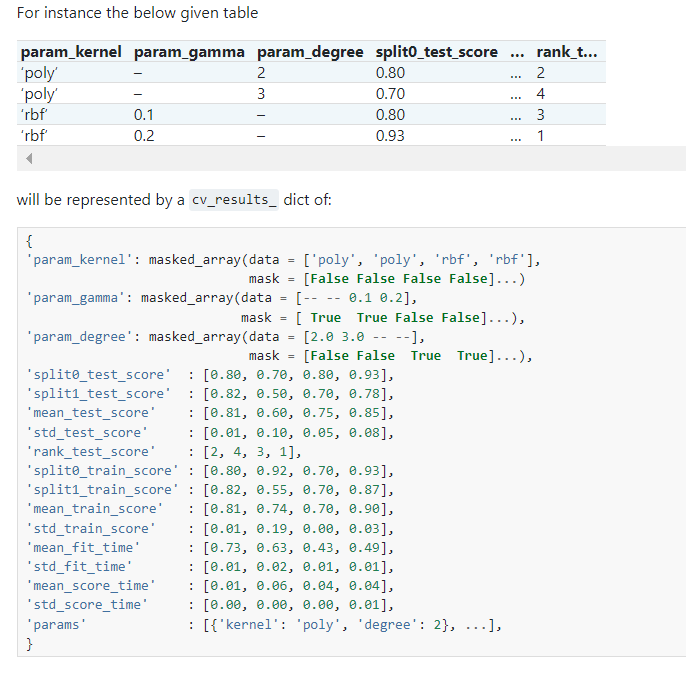 For instance the below given table
param_kernel param_gamma param_degree split0_test_score ... rank_t...
'poly' – 2 0.80 ... 2
'poly' – 3 0.70 ... 4
'rbf' 0.1 – 0.80 ... 3
'rbf' 0.2 – 0.93 ... 1
will be represented by a cv_results_ dict of:
{
'param_kernel': masked_array(data = ['poly', 'poly', 'rbf', 'rbf'],
mask = [False False False False]...)
'param_gamma': masked_array(data = [-- -- 0.1 0.2],
mask = [ True  True False False]...),
'param_degree': masked_array(data = [2.0 3.0 -- --],
mask = [False False  True  True]...),
'split0_test_score'  : [0.80, 0.70, 0.80, 0.93],
'split1_test_score'  : [0.82, 0.50, 0.70, 0.78],
'mean_test_score'    : [0.81, 0.60, 0.75, 0.85],
'std_test_score'     : [0.01, 0.10, 0.05, 0.08],
'rank_test_score'    : [2, 4, 3, 1],
'split0_train_score' : [0.80, 0.92, 0.70, 0.93],
'split1_train_score' : [0.82, 0.55, 0.70, 0.87],
'mean_train_score'   : [0.81, 0.74, 0.70, 0.90],
'std_train_score'    : [0.01, 0.19, 0.00, 0.03],
'mean_fit_time'      : [0.73, 0.63, 0.43, 0.49],
'std_fit_time'       : [0.01, 0.02, 0.01, 0.01],
'mean_score_time'    : [0.01, 0.06, 0.04, 0.04],
'std_score_time'     : [0.00, 0.00, 0.00, 0.01],
'params'             : [{'kernel': 'poly', 'degree': 2}, ...],
}